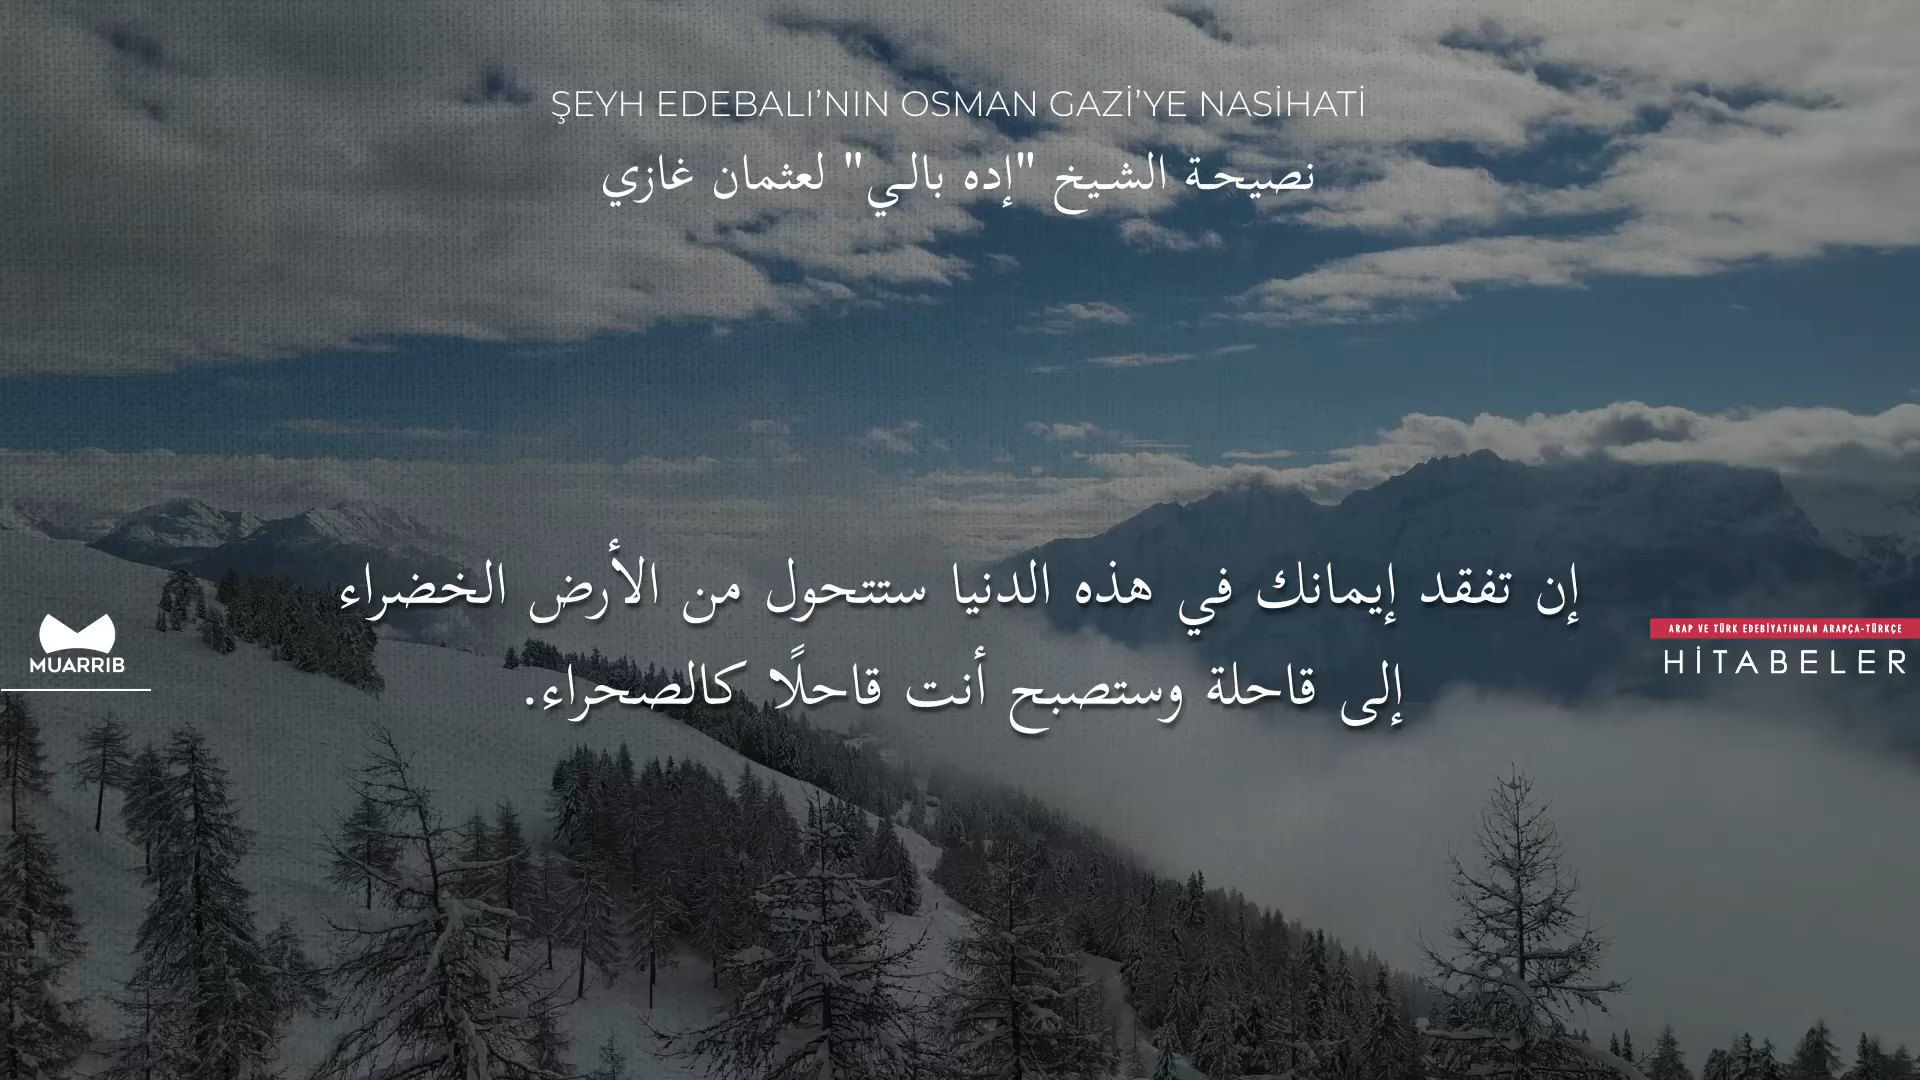 ŞEYH EDEBALI’NIN OSMAN GAZİ’YE NASİHATİ
نصيحة الشيخ "إده بالي" لعثمان غازي
إن تفقد إيمانك في هذه الدنيا ستتحول من الأرض الخضراء
إلى قاحلة وستصبح أنت قاحلًا كالصحراء.
MUARRIB
ARAP VE TÜRK EDEBİYATINDAN ARAPÇA-TÜRKÇE
HİTABELER